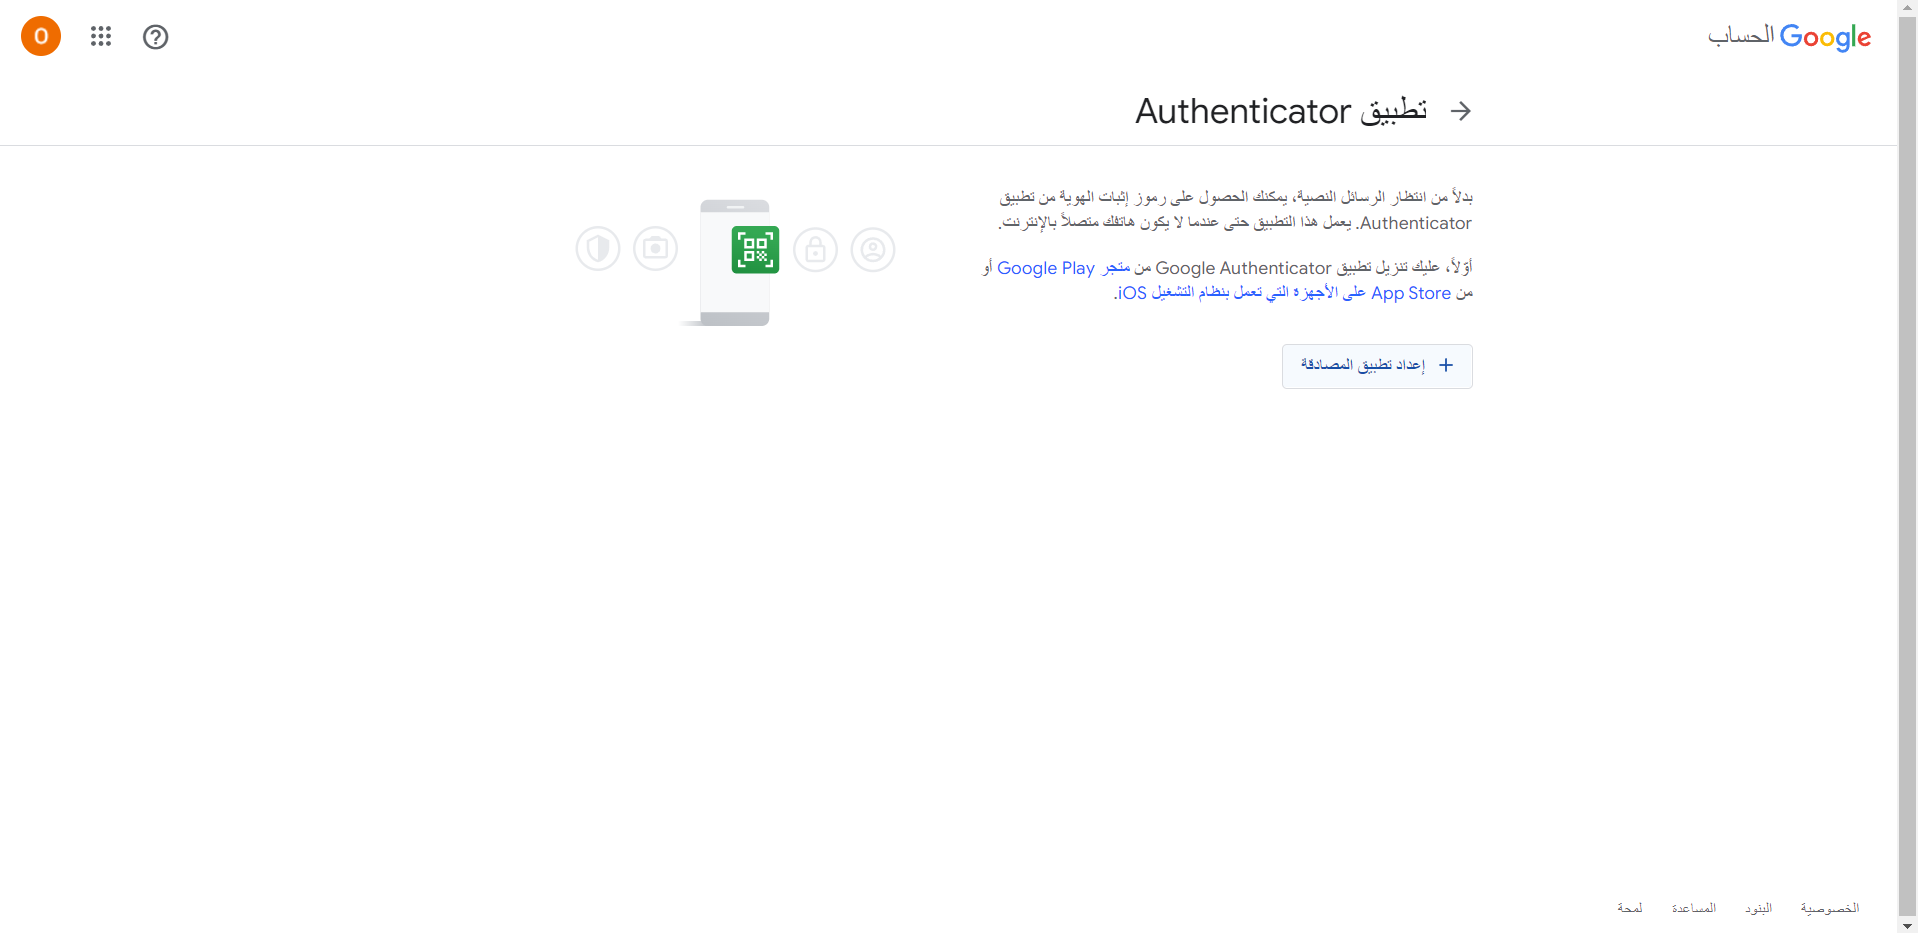 Google الحساب
O
تطبيق Authenticator
بدلاً من انتظار الرسائل النصية، يمكنك الحصول على رموز إثبات الهوية من تطبيق
Authenticator. يعمل هذا التطبيق حتى عندما لا يكون هاتفك متصلاً بالإنترنت.
أوّلاً، عليك تنزيل تطبيق Google Authenticator من متجر Google Play أو
من App Store على الأجهزة التي تعمل بنظام التشغيل iOS.
إعداد تطبيق المصادقة
الخصوصية
البنود
المساعدة
لمحة